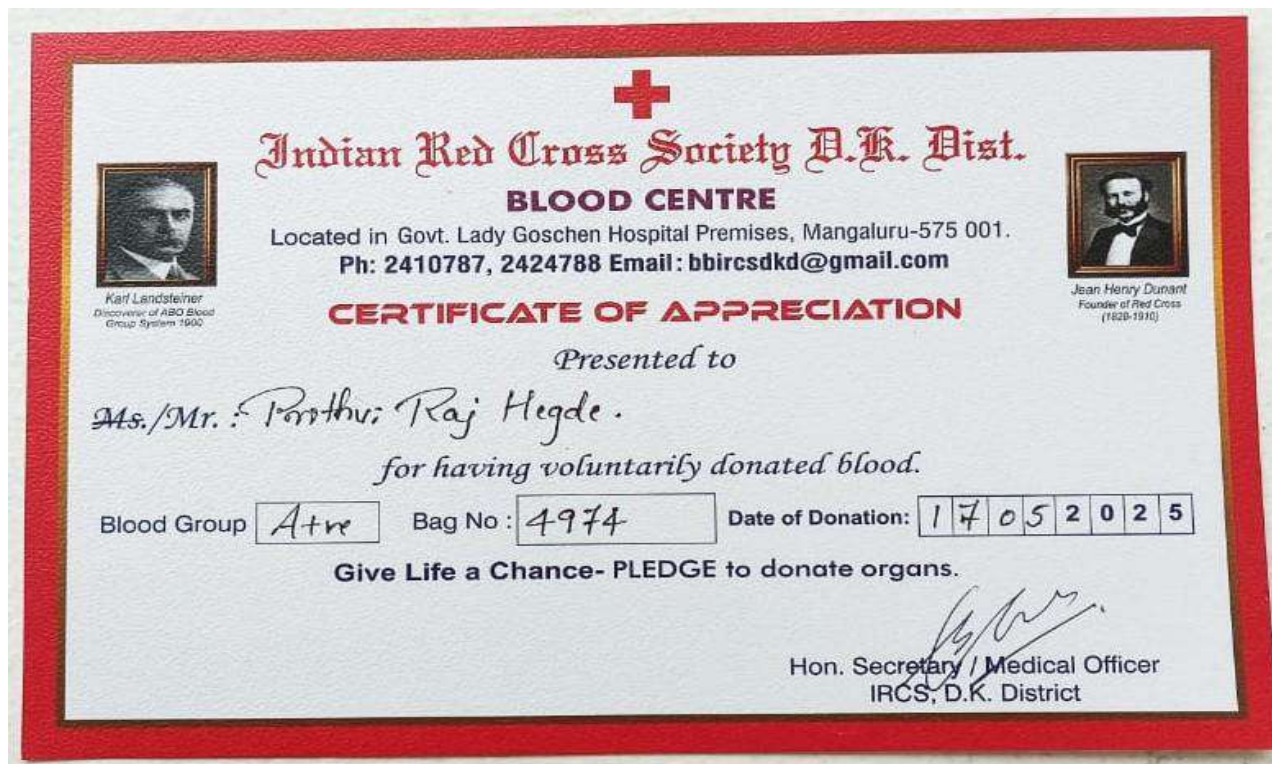 Indian Red Cross Society D.K. Dist.
BLOOD CENTRE
Located in Govt. Lady Goschen Hospital Premises, Mangaluru-575 001.
Ph: 2410787, 2424788 Email: bbircsdkd@gmail.com
Karl Landsteiner
Discoverer of ABO Blood
Group System 1900
Jean Henry Dunant
Founder of Red Cross
(1828-1910)
CERTIFICATE OF APPRECIATION
Presented to
Ms./Mr. : Prithvi Raj Hegde.
for having voluntarily donated blood.
Blood Group A+ve Bag No : 4974 Date of Donation: 17052025
Give Life a Chance- PLEDGE to donate organs.
Hon. Secretary / Medical Officer
IRCS, D.K. District